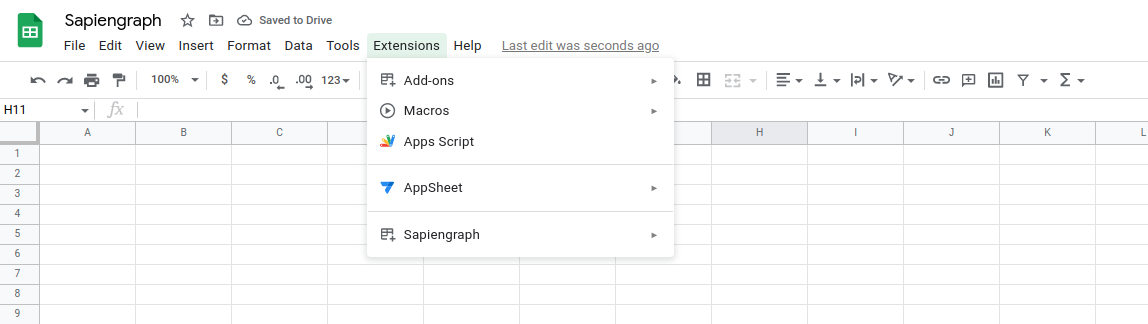 Sapiengraph Saved to Drive
File Edit View Insert Format Data Tools Extensions Help Last edit was seconds ago
100% $ % .0 .00 123
H11 fx
A B C H I J K L
Add-ons
Macros
Apps Script
AppSheet
Sapiengraph
1
2
3
4
5
6
7
8
9